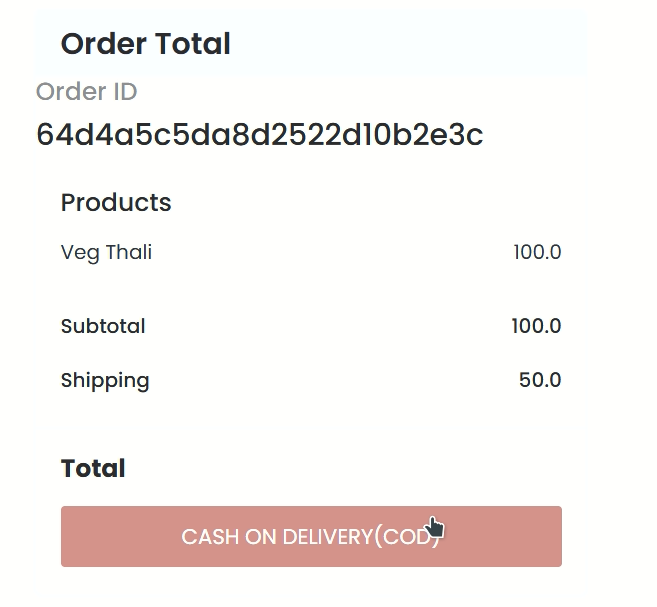 Order Total
Order ID
64d4a5c5da8d2522d10b2e3c
Products
Veg Thali 100.0
Subtotal 100.0
Shipping 50.0
Total
CASH ON DELIVERY(COD)